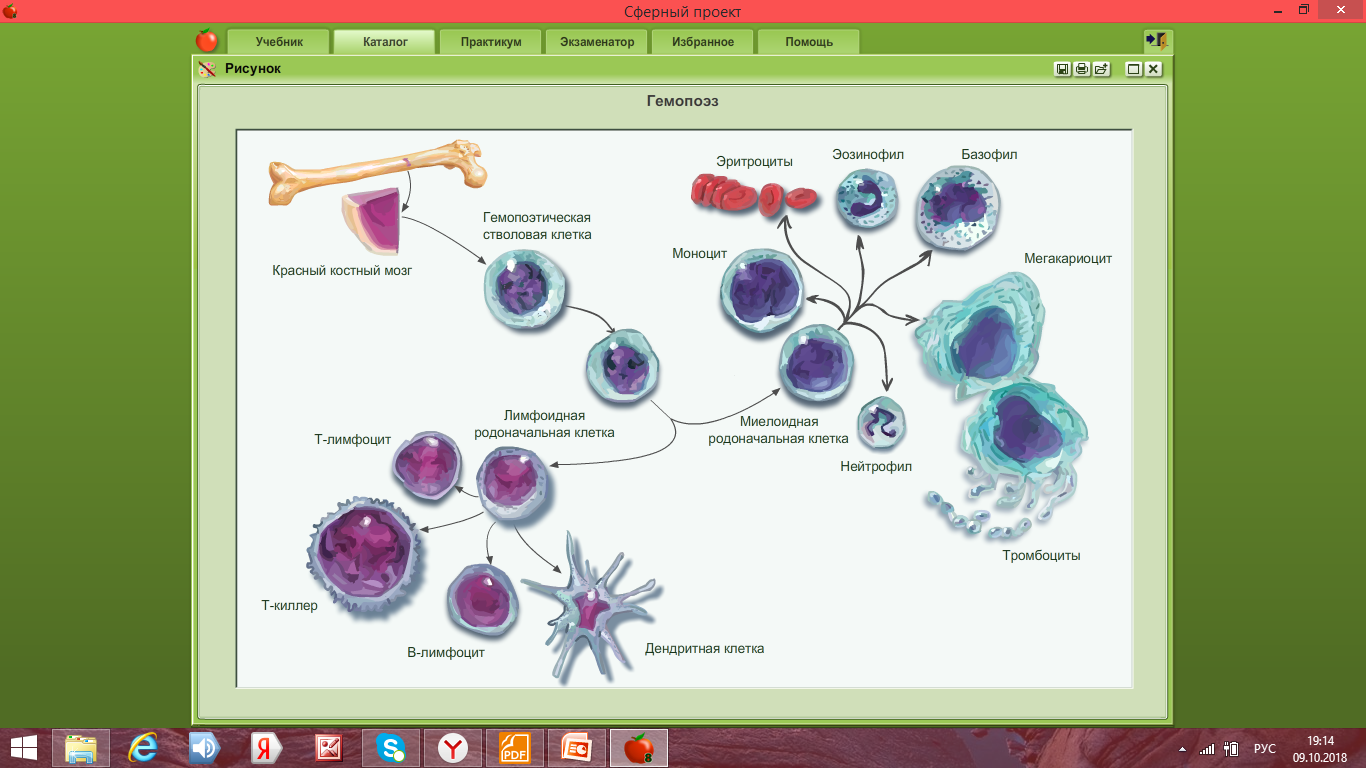 Сферный проект
Учебник
Каталог
Практикум
Экзаменатор
Избранное
Помощь
Рисунок
Гемопоэз
Эритроциты
Эозинофил
Базофил
Гемопоэтическая
стволовая клетка
Моноцит
Мегакариоцит
Красный костный мозг
Лимфоидная
родоначальная клетка
Миелоидная
родоначальная клетка
Т-лимфоцит
Нейтрофил
Тромбоциты
Т-киллер
В-лимфоцит
Дендритная клетка
Я
S
Y
PDF
P
8
РУС
19:14
09.10.2018